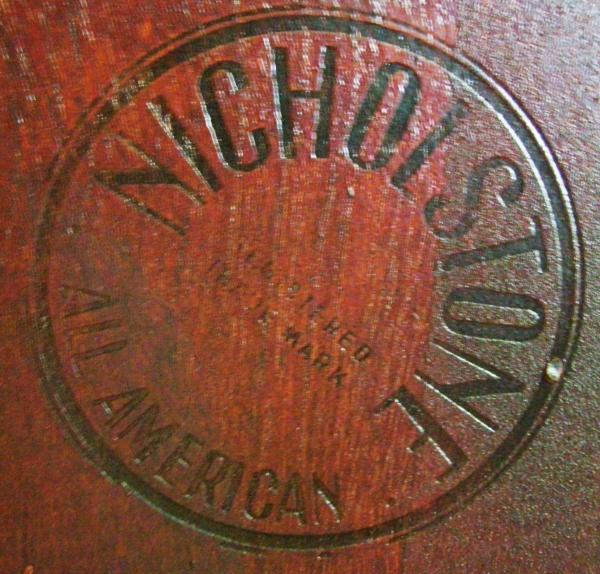 NICHOLSTONE
REGISTERED
TRADE MARK
ALL AMERICAN